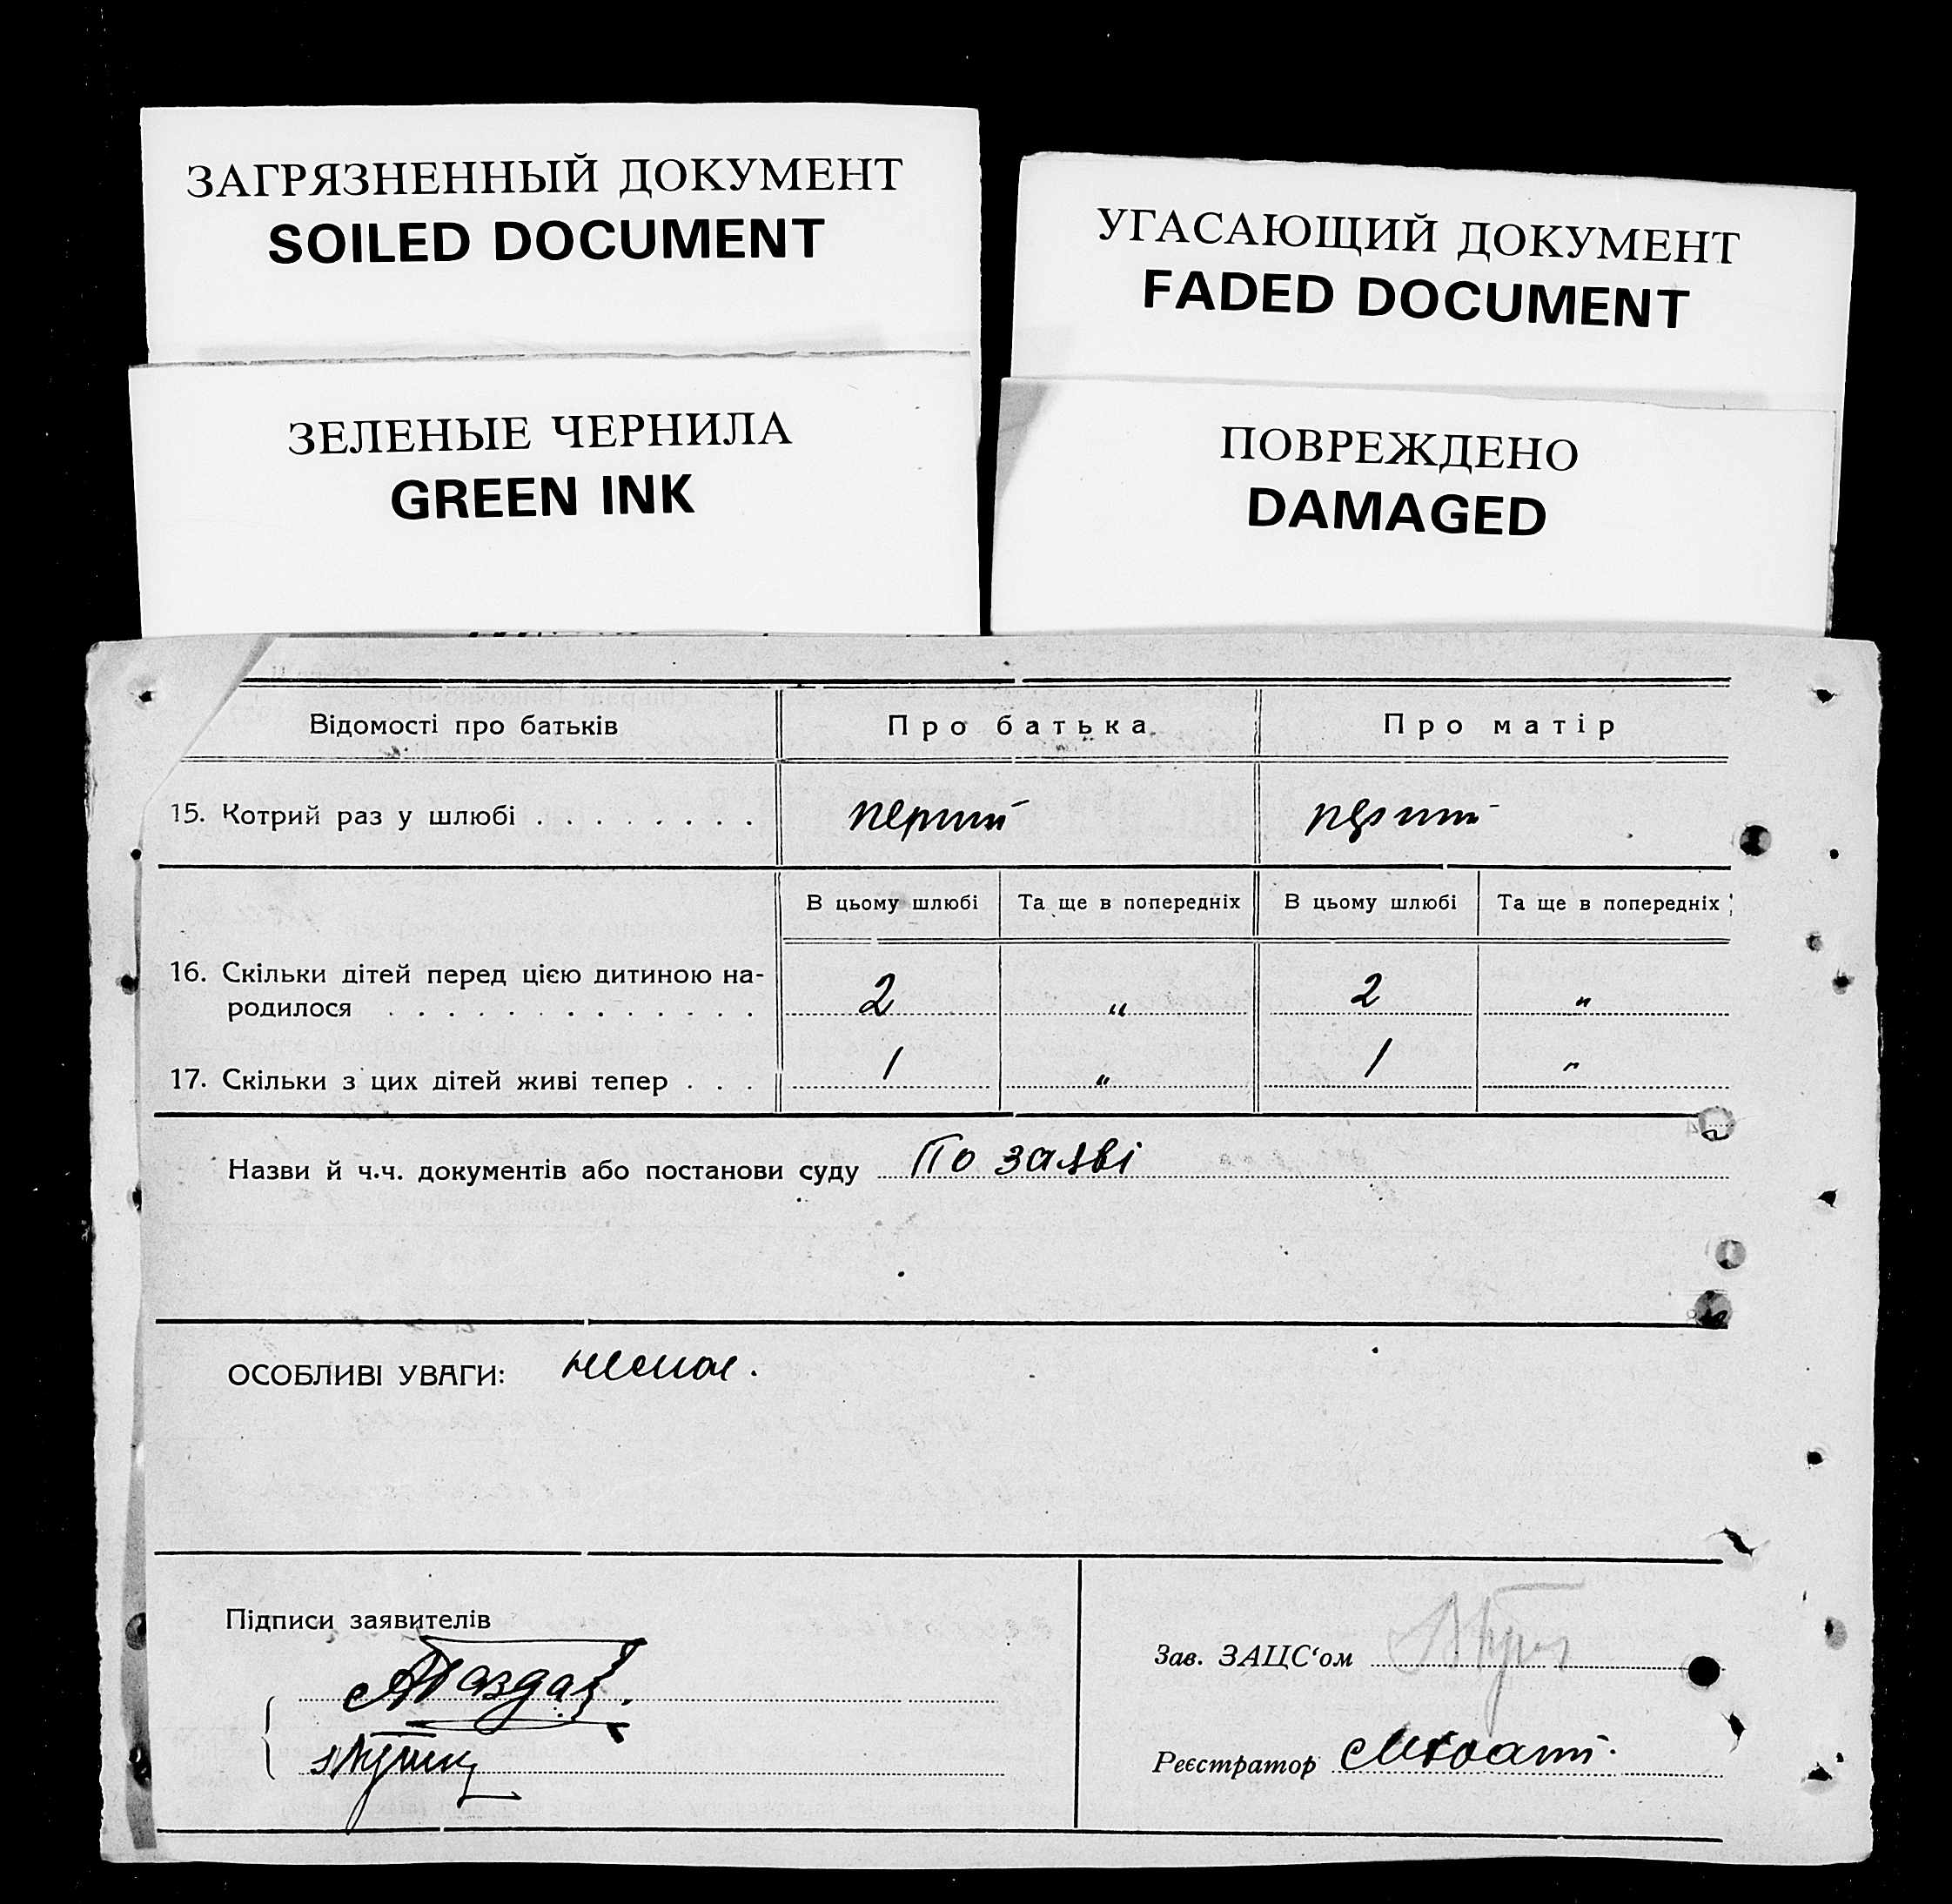 ЗАГРЯЗНЕННЫЙ ДОКУМЕНТ
SOILED DOCUMENT
УГАСАЮЩИЙ ДОКУМЕНТ
FADED DOCUMENT
ЗЕЛЕНЫЕ ЧЕРНИЛА
GREEN INK
ПОВРЕЖДЕНО
DAMAGED
Відомості про батьків Про батька Про матір
15. Котрий раз у шлюбі . . . . . . . . перший перший
В цьому шлюбі Та ще в попередніх В цьому шлюбі Та ще в попередніх
16. Скільки дітей перед цією дитиною на-
родилося . . . . . . . . . . . . . 2 „ 2 „
17. Скільки з цих дітей живі тепер . . . 1 „ 1 „
Назви й ч.ч. документів або постанови суду По заяві
ОСОБЛИВІ УВАГИ: немає.
Підписи заявителів
Зав. ЗАЦС‘ом
Реєстратор